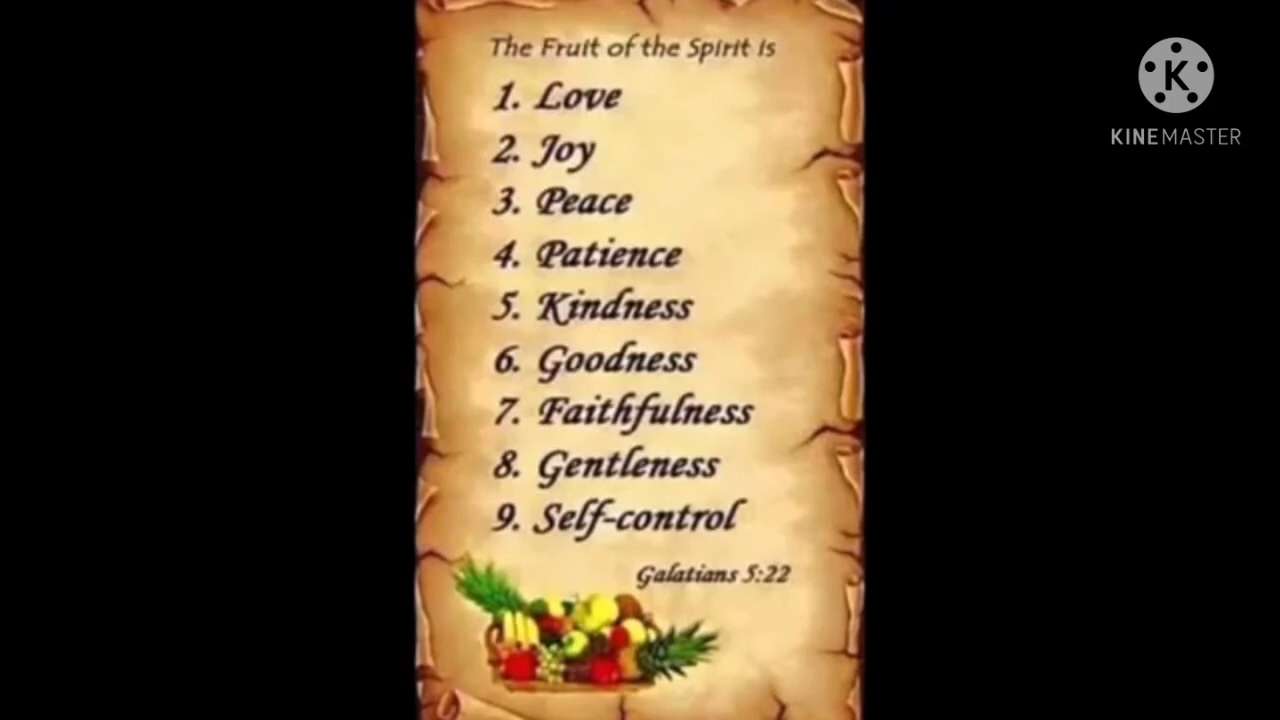 The Fruit of the Spirit is
1. Love
2. Joy
3. Peace
4. Patience
5. Kindness
6. Goodness
7. Faithfulness
8. Gentleness
9. Self-control
Galatians 5:22
K
KINEMASTER